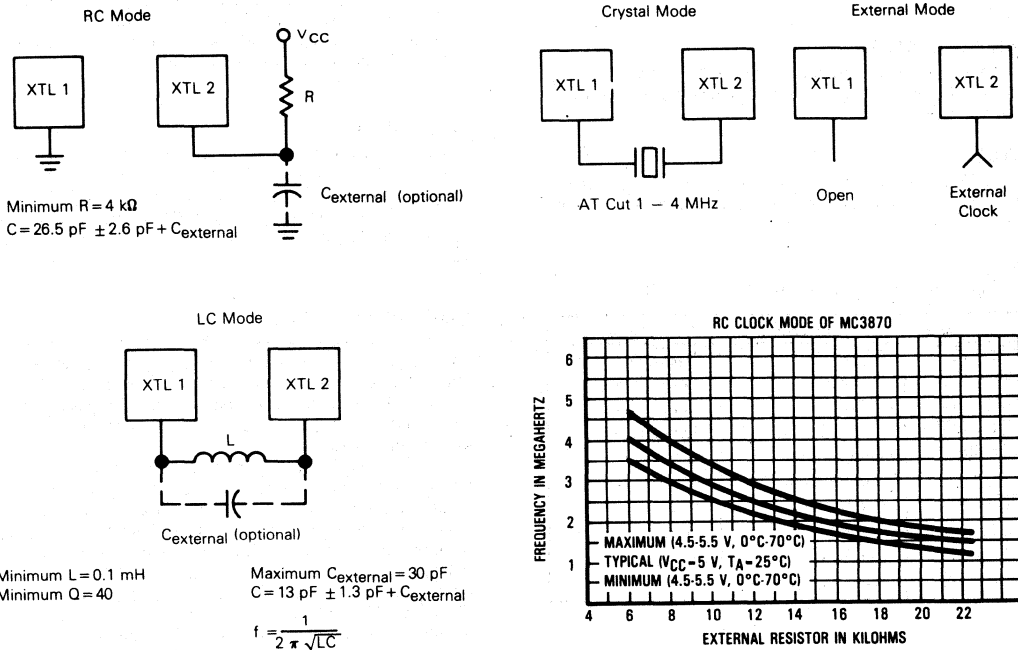 RC Mode
VCC
XTL 1
XTL 2
R
Cexternal (optional)
Minimum R = 4 kΩ
C = 26.5 pF ± 2.6 pF + Cexternal
Crystal Mode
XTL 1
XTL 2
AT Cut 1 – 4 MHz
External Mode
XTL 1
XTL 2
Open
External
Clock
LC Mode
XTL 1
XTL 2
L
Cexternal (optional)
Minimum L = 0.1 mH
Minimum Q = 40
Maximum Cexternal = 30 pF
C = 13 pF ± 1.3 pF + Cexternal
f = 1 / 2 π √LC
RC CLOCK MODE OF MC3870
FREQUENCY IN MEGAHERTZ
6
5
4
3
2
1
MAXIMUM (4.5-5.5 V, 0°C-70°C)
TYPICAL (VCC=5 V, TA=25°C)
MINIMUM (4.5-5.5 V, 0°C-70°C)
4 6 8 10 12 14 16 18 20 22
EXTERNAL RESISTOR IN KILOHMS